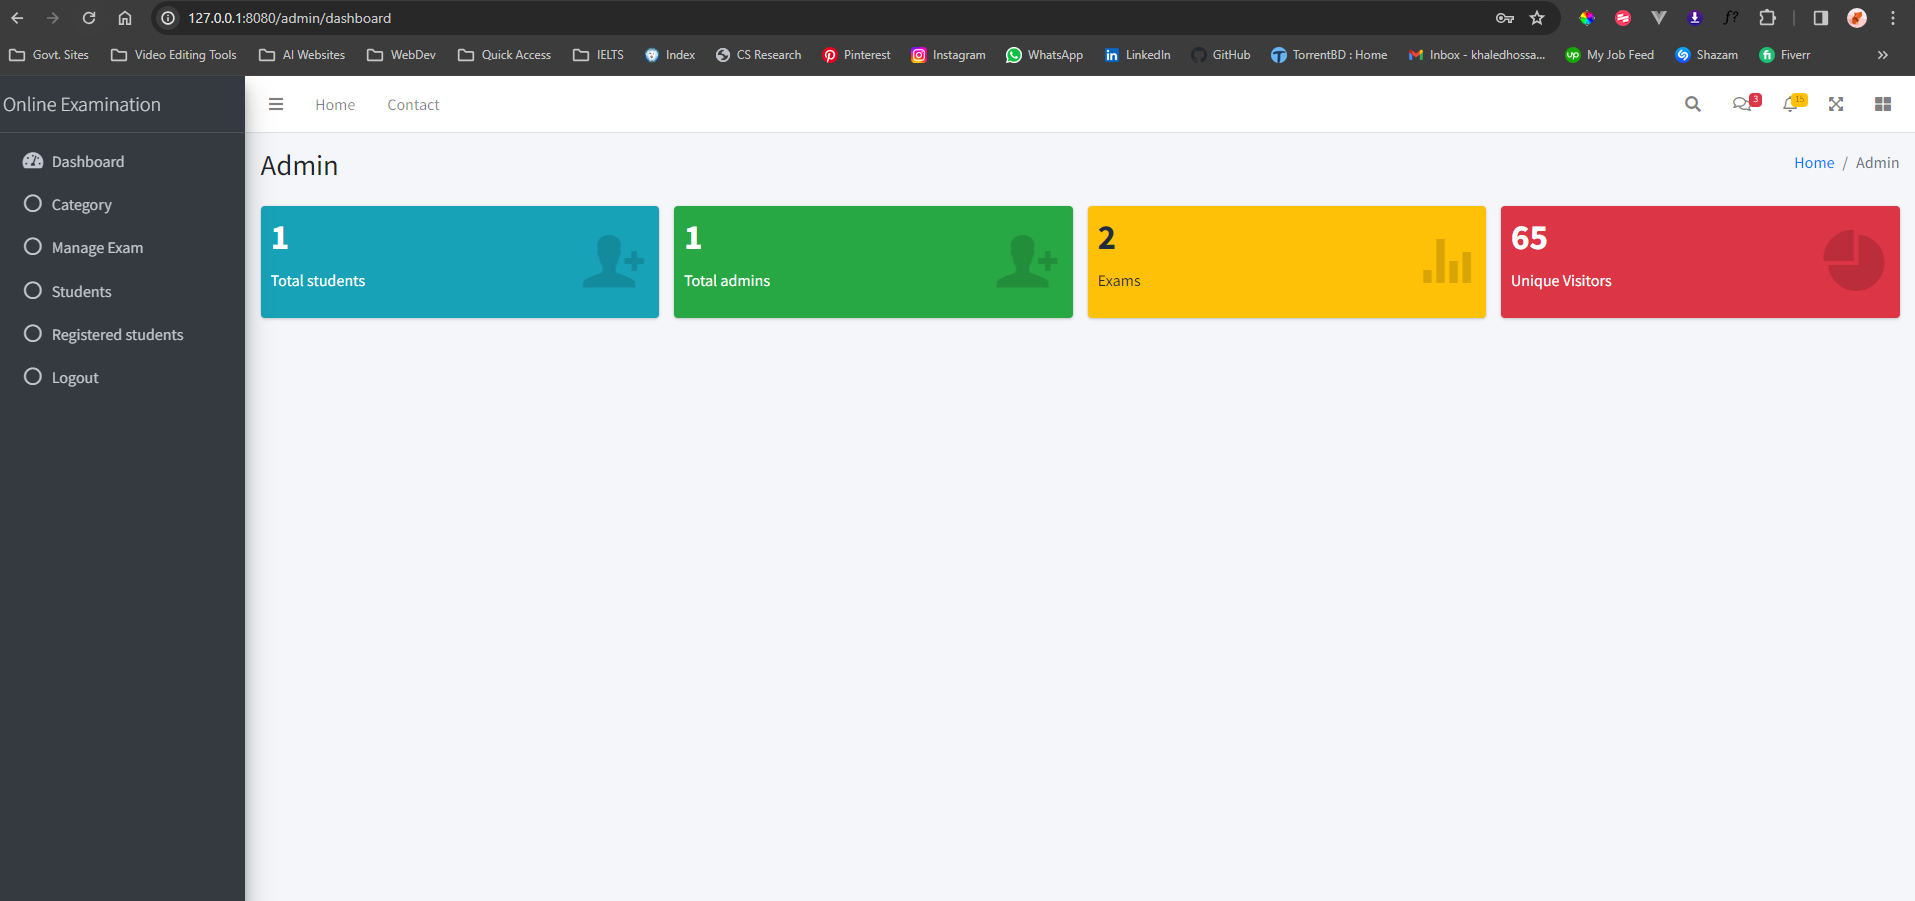 127.0.0.1:8080/admin/dashboard
f?
Govt. Sites Video Editing Tools AI Websites WebDev Quick Access IELTS Index CS Research Pinterest Instagram WhatsApp LinkedIn GitHub TorrentBD : Home Inbox - khaledhossa... My Job Feed Shazam Fiverr
Online Examination
Home Contact
3
15
Dashboard
Category
Manage Exam
Students
Registered students
Logout
Admin
Home / Admin
1
Total students
1
Total admins
2
Exams
65
Unique Visitors